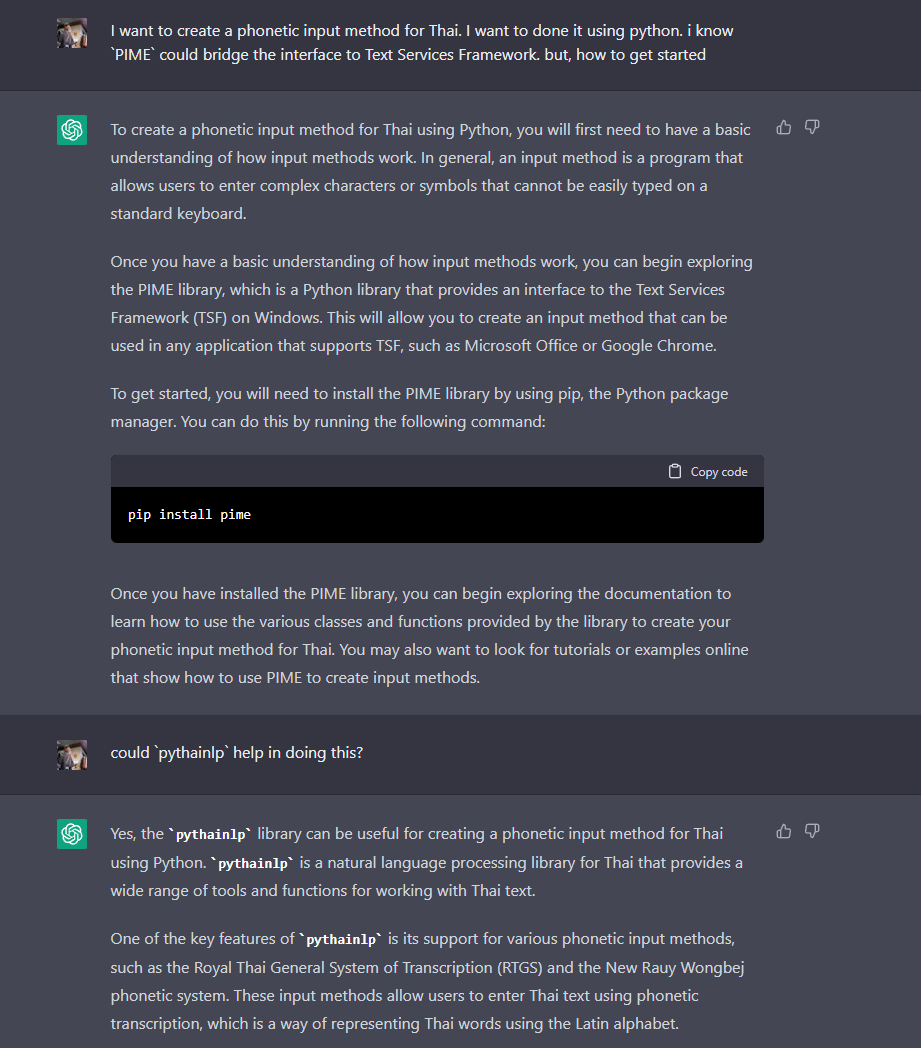 I want to create a phonetic input method for Thai. I want to done it using python. i know
`PIME` could bridge the interface to Text Services Framework. but, how to get started
To create a phonetic input method for Thai using Python, you will first need to have a basic
understanding of how input methods work. In general, an input method is a program that
allows users to enter complex characters or symbols that cannot be easily typed on a
standard keyboard.
Once you have a basic understanding of how input methods work, you can begin exploring
the PIME library, which is a Python library that provides an interface to the Text Services
Framework (TSF) on Windows. This will allow you to create an input method that can be
used in any application that supports TSF, such as Microsoft Office or Google Chrome.
To get started, you will need to install the PIME library by using pip, the Python package
manager. You can do this by running the following command:
Copy code
pip install pime
Once you have installed the PIME library, you can begin exploring the documentation to
learn how to use the various classes and functions provided by the library to create your
phonetic input method for Thai. You may also want to look for tutorials or examples online
that show how to use PIME to create input methods.
could `pythainlp` help in doing this?
Yes, the `pythainlp` library can be useful for creating a phonetic input method for Thai
using Python. `pythainlp` is a natural language processing library for Thai that provides a
wide range of tools and functions for working with Thai text.
One of the key features of `pythainlp` is its support for various phonetic input methods,
such as the Royal Thai General System of Transcription (RTGS) and the New Rauy Wongbej
phonetic system. These input methods allow users to enter Thai text using phonetic
transcription, which is a way of representing Thai words using the Latin alphabet.